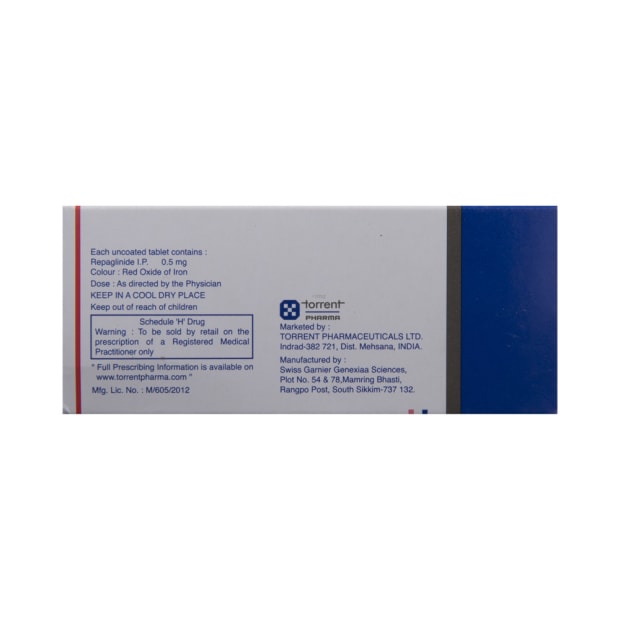 Each uncoated tablet contains :
Repaglinide I.P. 0.5 mg
Colour : Red Oxide of Iron
Dose : As directed by the Physician
KEEP IN A COOL DRY PLACE
Keep out of reach of children
Schedule 'H' Drug
Warning : To be sold by retail on the
prescription of a Registered Medical
Practitioner only
" Full Prescribing Information is available on
www.torrentpharma.com "
Mfg. Lic. No. : M/605/2012
torrent
PHARMA
Marketed by :
TORRENT PHARMACEUTICALS LTD.
Indrad-382 721, Dist. Mehsana, INDIA.
Manufactured by :
Swiss Garnier Genexiaa Sciences,
Plot No. 54 & 78,Mamring Bhasti,
Rangpo Post, South Sikkim-737 132.